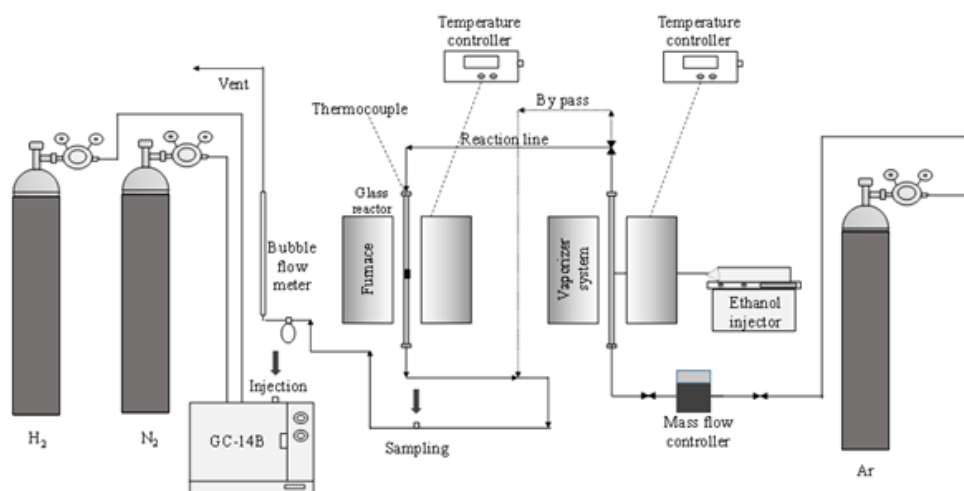 Temperature
controller
Temperature
controller
Vent
Thermocouple
By pass
Reaction line
Glass
reactor
Furnace
Bubble
flow
meter
Vaporizer
system
Ethanol
injector
Injection
GC-14B
Sampling
Mass flow
controller
H₂
N₂
Ar